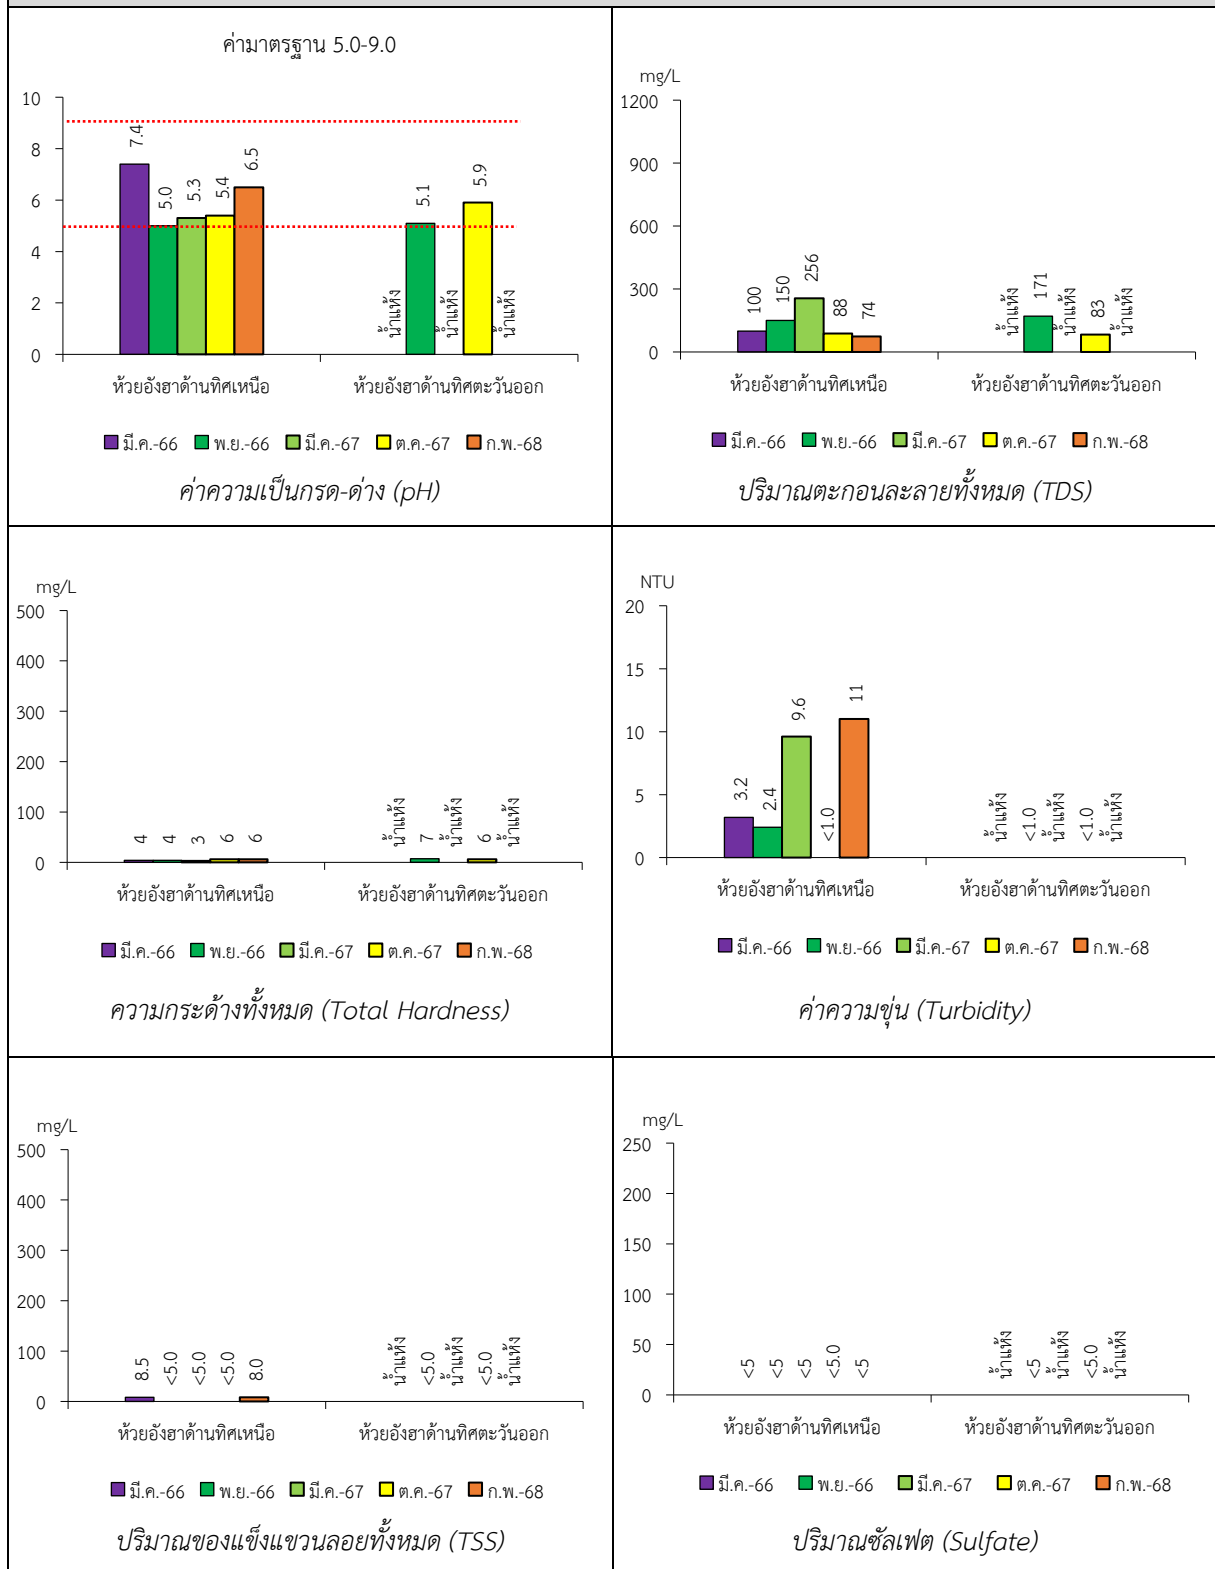 ค่ามาตรฐาน 5.0-9.0
10
8
6
4
2
0
7.4
5.0
5.3
5.4
6.5
น้ำแห้ง
5.1
น้ำแห้ง
5.9
น้ำแห้ง
ห้วยอังฮาด้านทิศเหนือ
ห้วยอังฮาด้านทิศตะวันออก
มี.ค.-66 พ.ย.-66 มี.ค.-67 ต.ค.-67 ก.พ.-68
ค่าความเป็นกรด-ด่าง (pH)
mg/L
1200
900
600
300
0
100
150
256
88
74
น้ำแห้ง
171
น้ำแห้ง
83
น้ำแห้ง
ห้วยอังฮาด้านทิศเหนือ
ห้วยอังฮาด้านทิศตะวันออก
มี.ค.-66 พ.ย.-66 มี.ค.-67 ต.ค.-67 ก.พ.-68
ปริมาณตะกอนละลายทั้งหมด (TDS)
mg/L
500
400
300
200
100
0
4
4
3
6
6
น้ำแห้ง
7
น้ำแห้ง
6
น้ำแห้ง
ห้วยอังฮาด้านทิศเหนือ
ห้วยอังฮาด้านทิศตะวันออก
มี.ค.-66 พ.ย.-66 มี.ค.-67 ต.ค.-67 ก.พ.-68
ความกระด้างทั้งหมด (Total Hardness)
NTU
20
15
10
5
0
3.2
2.4
9.6
<1.0
11
น้ำแห้ง
<1.0
น้ำแห้ง
<1.0
น้ำแห้ง
ห้วยอังฮาด้านทิศเหนือ
ห้วยอังฮาด้านทิศตะวันออก
มี.ค.-66 พ.ย.-66 มี.ค.-67 ต.ค.-67 ก.พ.-68
ค่าความขุ่น (Turbidity)
mg/L
500
400
300
200
100
0
8.5
<5.0
<5.0
<5.0
8.0
น้ำแห้ง
<5.0
น้ำแห้ง
<5.0
น้ำแห้ง
ห้วยอังฮาด้านทิศเหนือ
ห้วยอังฮาด้านทิศตะวันออก
มี.ค.-66 พ.ย.-66 มี.ค.-67 ต.ค.-67 ก.พ.-68
ปริมาณของแข็งแขวนลอยทั้งหมด (TSS)
mg/L
250
200
150
100
50
0
<5
<5
<5
<5.0
<5
น้ำแห้ง
<5
น้ำแห้ง
<5.0
น้ำแห้ง
ห้วยอังฮาด้านทิศเหนือ
ห้วยอังฮาด้านทิศตะวันออก
มี.ค.-66 พ.ย.-66 มี.ค.-67 ต.ค.-67 ก.พ.-68
ปริมาณซัลเฟต (Sulfate)